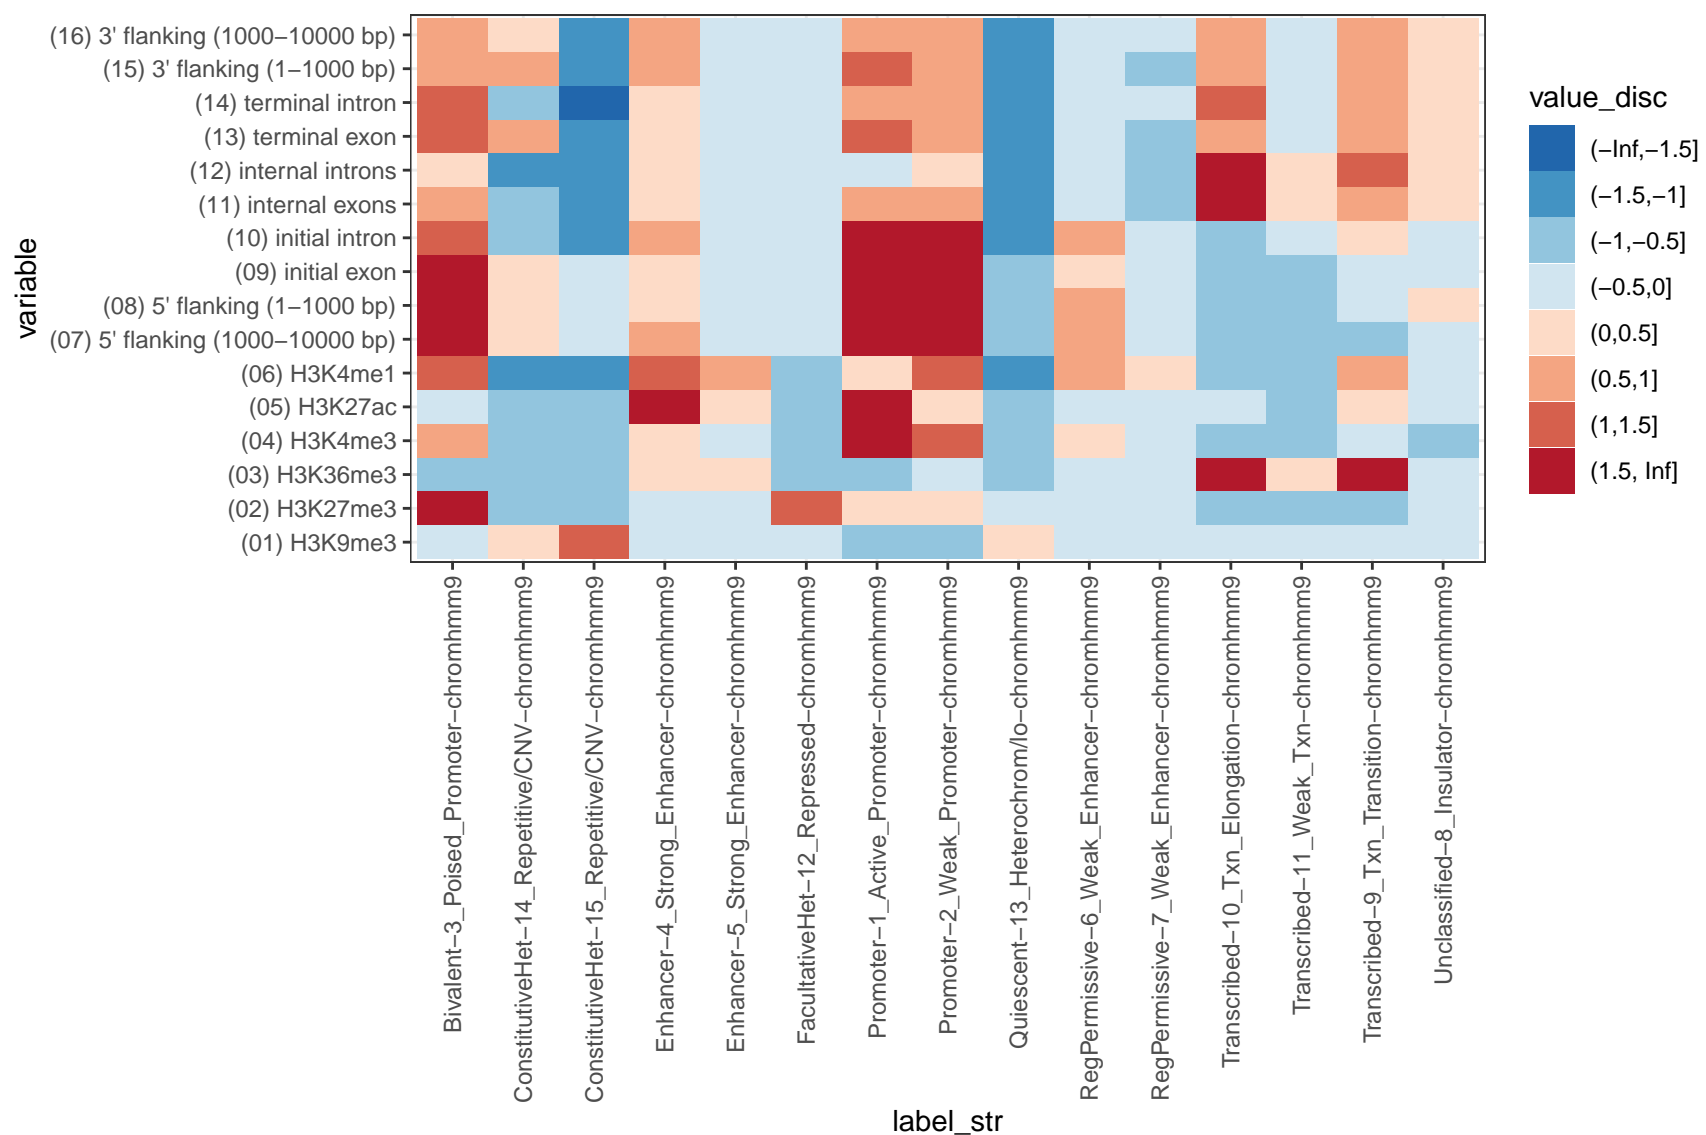 (16) 3' flanking (1000−10000 bp)
(15) 3' flanking (1−1000 bp)
(14) terminal intron
(13) terminal exon
(12) internal introns
(11) internal exons
(10) initial intron
(09) initial exon
(08) 5' flanking (1−1000 bp)
(07) 5' flanking (1000−10000 bp)
(06) H3K4me1
(05) H3K27ac
(04) H3K4me3
(03) H3K36me3
(02) H3K27me3
(01) H3K9me3
variable
Bivalent−3_Poised_Promoter−chromhmm9
ConstitutiveHet−14_Repetitive/CNV−chromhmm9
ConstitutiveHet−15_Repetitive/CNV−chromhmm9
Enhancer−4_Strong_Enhancer−chromhmm9
Enhancer−5_Strong_Enhancer−chromhmm9
FacultativeHet−12_Repressed−chromhmm9
Promoter−1_Active_Promoter−chromhmm9
Promoter−2_Weak_Promoter−chromhmm9
Quiescent−13_Heterochrom/lo−chromhmm9
RegPermissive−6_Weak_Enhancer−chromhmm9
RegPermissive−7_Weak_Enhancer−chromhmm9
Transcribed−10_Txn_Elongation−chromhmm9
Transcribed−11_Weak_Txn−chromhmm9
Transcribed−9_Txn_Transition−chromhmm9
Unclassified−8_Insulator−chromhmm9
label_str
value_disc
(−Inf,−1.5]
(−1.5,−1]
(−1,−0.5]
(−0.5,0]
(0,0.5]
(0.5,1]
(1,1.5]
(1.5, Inf]